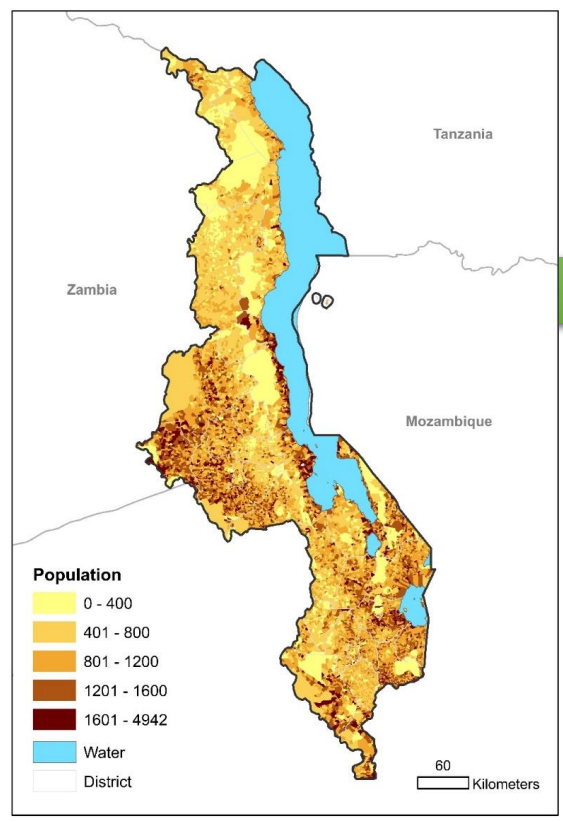 Tanzania
Zambia
Mozambique
Population
0 - 400
401 - 800
801 - 1200
1201 - 1600
1601 - 4942
Water
District
60
Kilometers